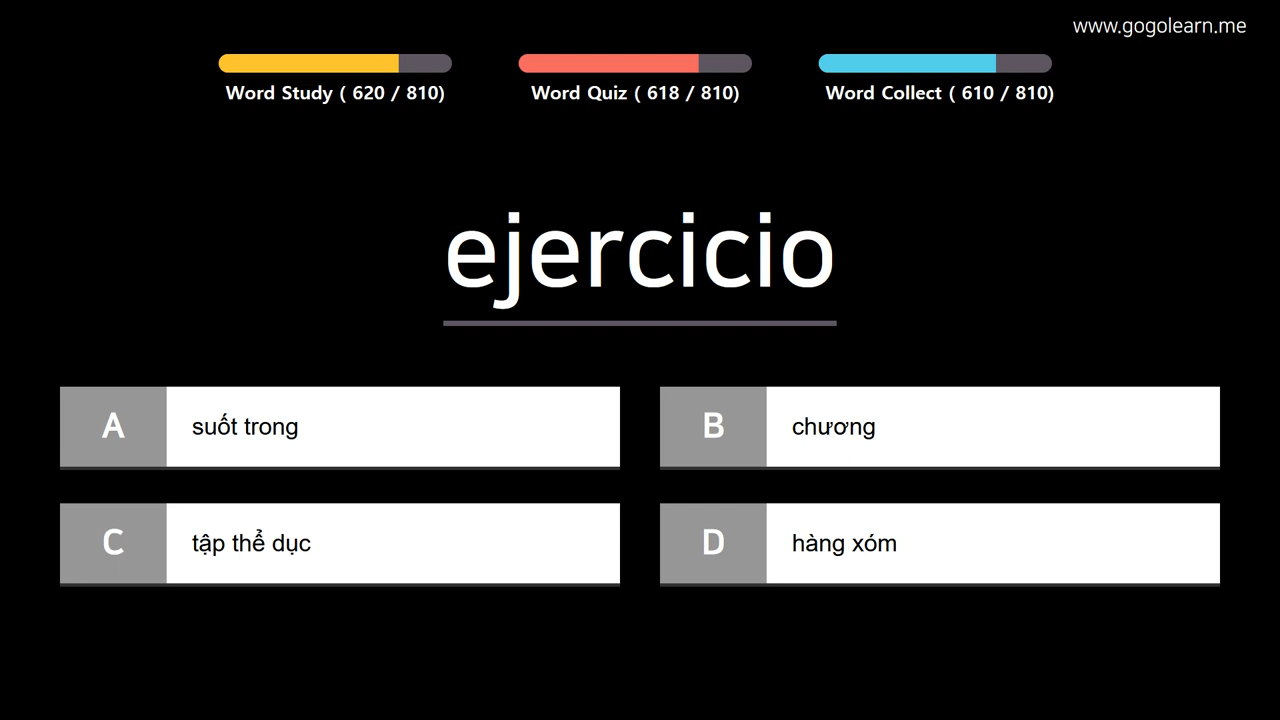 www.gogolearn.me
Word Study ( 620 / 810)
Word Quiz ( 618 / 810)
Word Collect ( 610 / 810)
ejercicio
A suốt trong
B chương
C tập thể dục
D hàng xóm